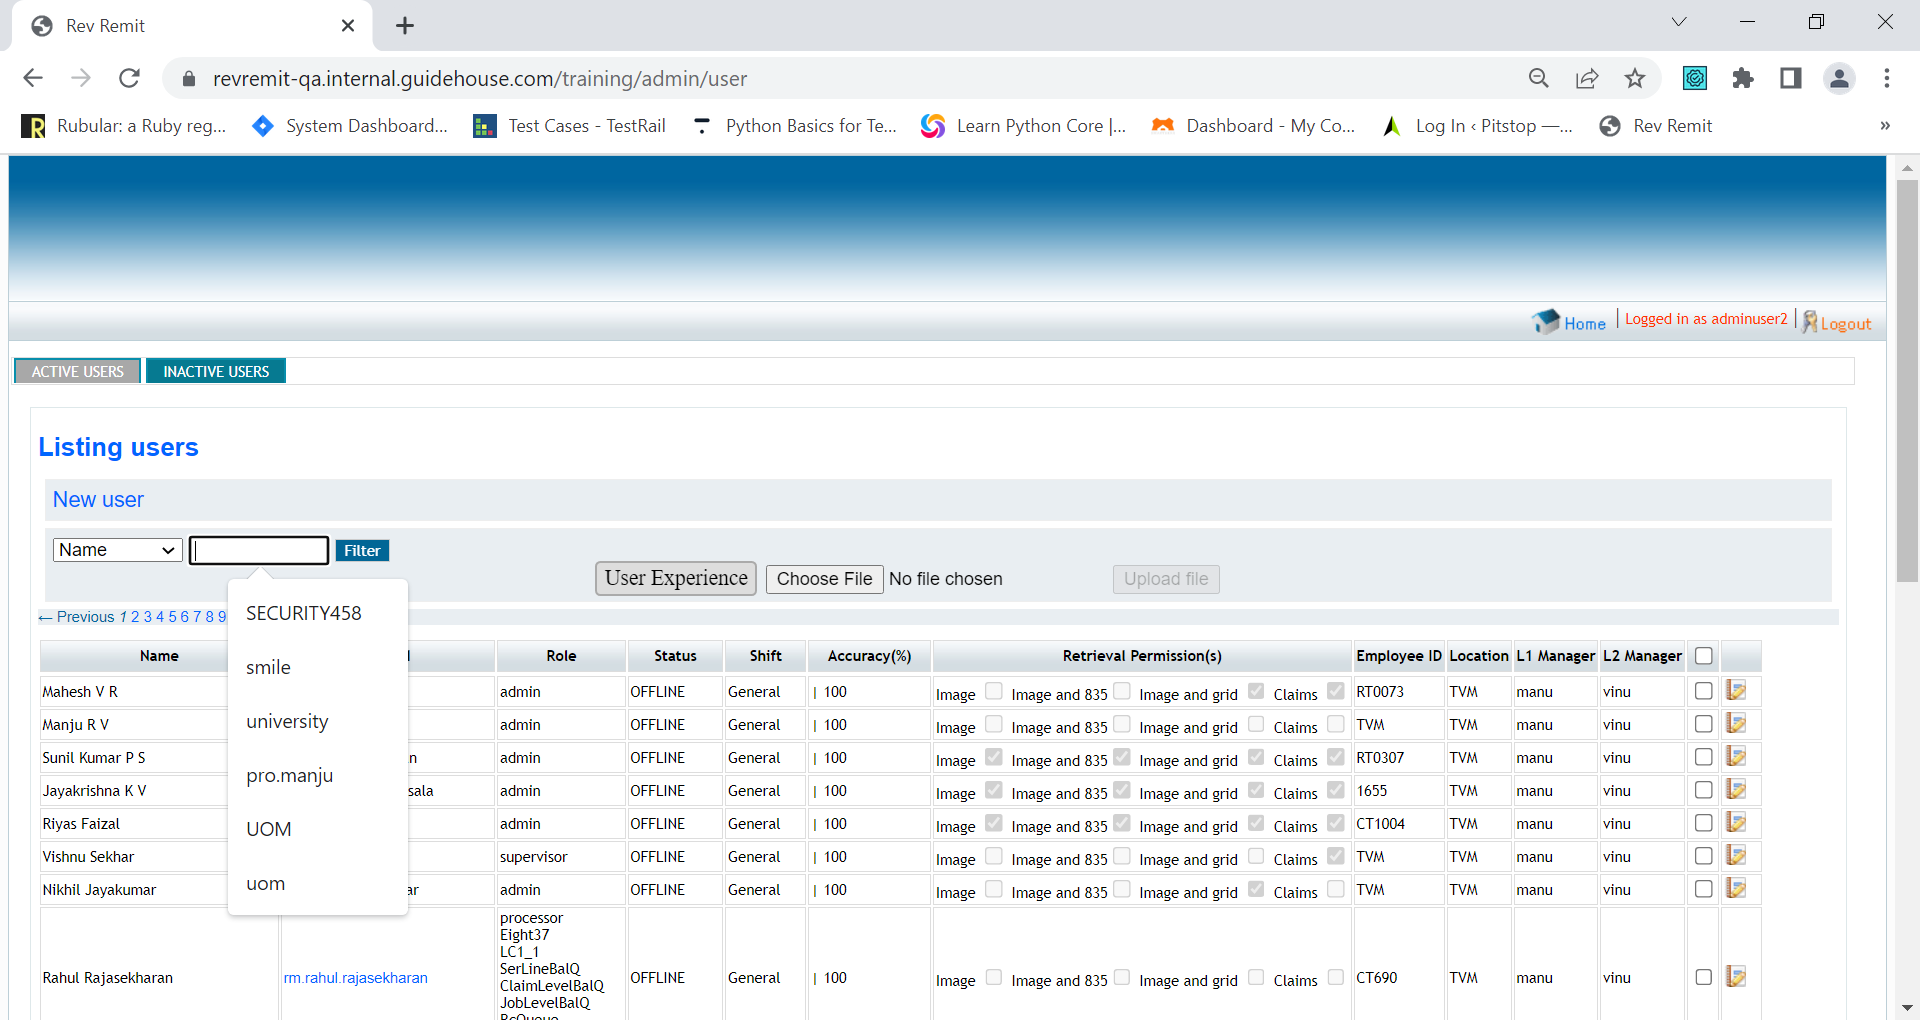 Rev Remit
revremit-qa.internal.guidehouse.com/training/admin/user
Rubular: a Ruby reg... System Dashboard... Test Cases - TestRail Python Basics for Te... Learn Python Core |... Dashboard - My Co... Log In ‹ Pitstop —... Rev Remit »
Home Logged in as adminuser2 Logout
ACTIVE USERS INACTIVE USERS
Listing users
New user
Name Filter
User Experience Choose File No file chosen Upload file
← Previous 1 2 3 4 5 6 7 8 9
SECURITY458
smile
university
pro.manju
UOM
uom
Name Role Status Shift Accuracy(%) Retrieval Permission(s) Employee ID Location L1 Manager L2 Manager
Mahesh V R admin OFFLINE General | 100 Image Image and 835 Image and grid Claims RT0073 TVM manu vinu
Manju R V admin OFFLINE General | 100 Image Image and 835 Image and grid Claims TVM TVM manu vinu
Sunil Kumar P S n admin OFFLINE General | 100 Image Image and 835 Image and grid Claims RT0307 TVM manu vinu
Jayakrishna K V sala admin OFFLINE General | 100 Image Image and 835 Image and grid Claims 1655 TVM manu vinu
Riyas Faizal admin OFFLINE General | 100 Image Image and 835 Image and grid Claims CT1004 TVM manu vinu
Vishnu Sekhar supervisor OFFLINE General | 100 Image Image and 835 Image and grid Claims TVM TVM manu vinu
Nikhil Jayakumar ar admin OFFLINE General | 100 Image Image and 835 Image and grid Claims TVM TVM manu vinu
processor
Eight37
LC1_1
SerLineBalQ
Rahul Rajasekharan rm.rahul.rajasekharan OFFLINE General | 100 Image Image and 835 Image and grid Claims CT690 TVM manu vinu
ClaimLevelBalQ
JobLevelBalQ